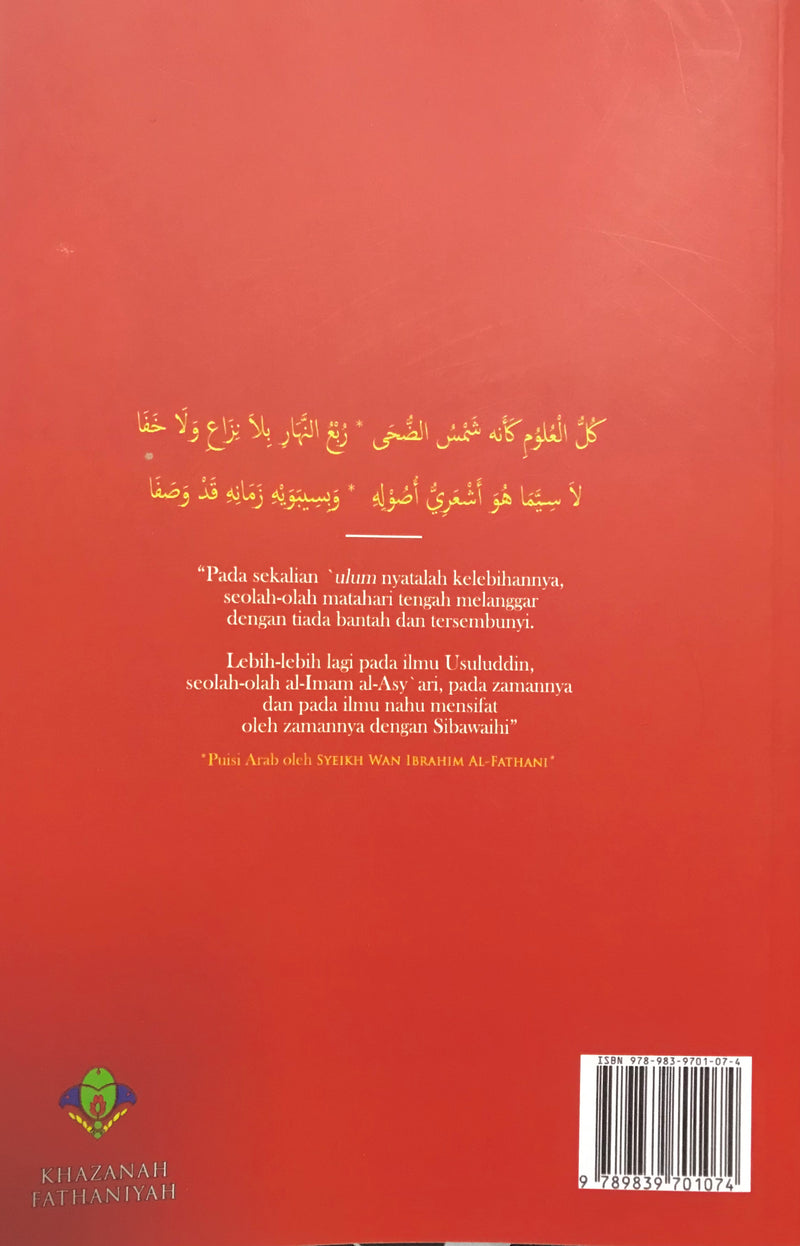 كُلُّ الْعُلُوْمِ كَأَنه شَمْسُ الضُّحَى * رُبْعُ النَّهَارِ بِلاَ نِزَاعٍ وَلَا خَفَا
لاَ سِيَّمَا هُوَ أَشْعَرِيُّ أُصُوْلِهِ * وَبِسِيبَوَيْهِ زَمَانِهِ قَدْ وَصَفَا
“Pada sekalian `ulum nyatalah kelebihannya,
seolah-olah matahari tengah melanggar
dengan tiada bantah dan tersembunyi.
Lebih-lebih lagi pada ilmu Usuluddin,
seolah-olah al-Imam al-Asy`ari, pada zamannya
dan pada ilmu nahu mensifat
oleh zamannya dengan Sibawaihi”
*Puisi Arab oleh SYEIKH WAN IBRAHIM AL-FATHANI*
KHAZANAH
FATHANIYAH
ISBN 978-983-9701-07-4
9 789839 701074